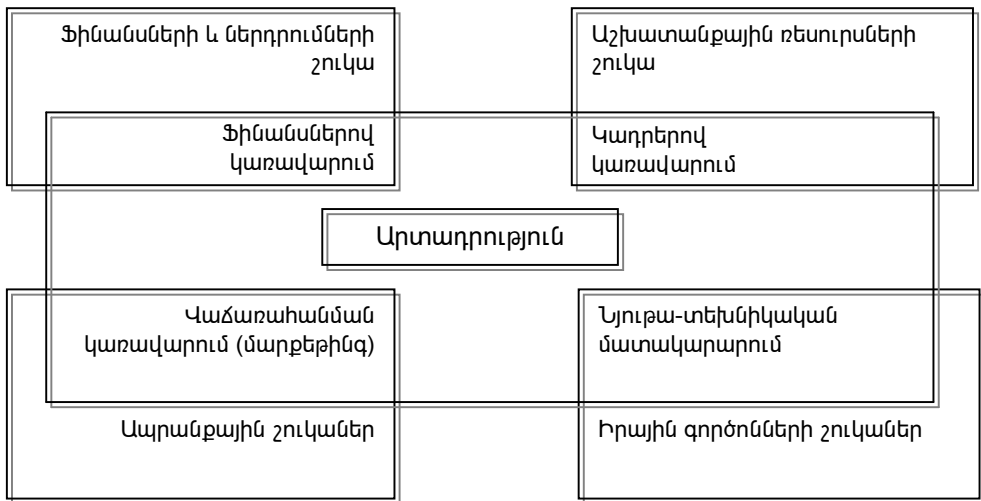 Ֆինանսների և ներդրումների
շուկա
Ֆինանսներով
կառավարում
Աշխատանքային ռեսուրսների
շուկա
Կադրերով
կառավարում
Արտադրություն
Վաճառահանման
կառավարում (մարքեթինգ)
Ապրանքային շուկաներ
Նյութա-տեխնիկական
մատակարարում
Իրային գործոնների շուկաներ